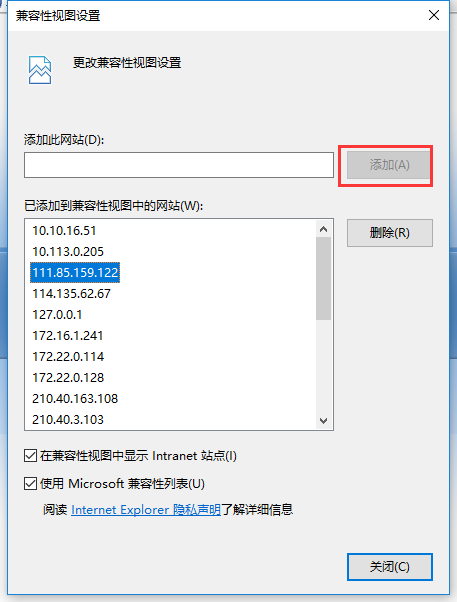 兼容性视图设置
更改兼容性视图设置
添加此网站(D):
添加(A)
已添加到兼容性视图中的网站(W):
10.10.16.51
删除(R)
10.113.0.205
111.85.159.122
114.135.62.67
127.0.0.1
172.16.1.241
172.22.0.114
172.22.0.128
210.40.163.108
210.40.3.103
在兼容性视图中显示 Intranet 站点(I)
使用 Microsoft 兼容性列表(U)
阅读 Internet Explorer 隐私声明了解详细信息
关闭(C)